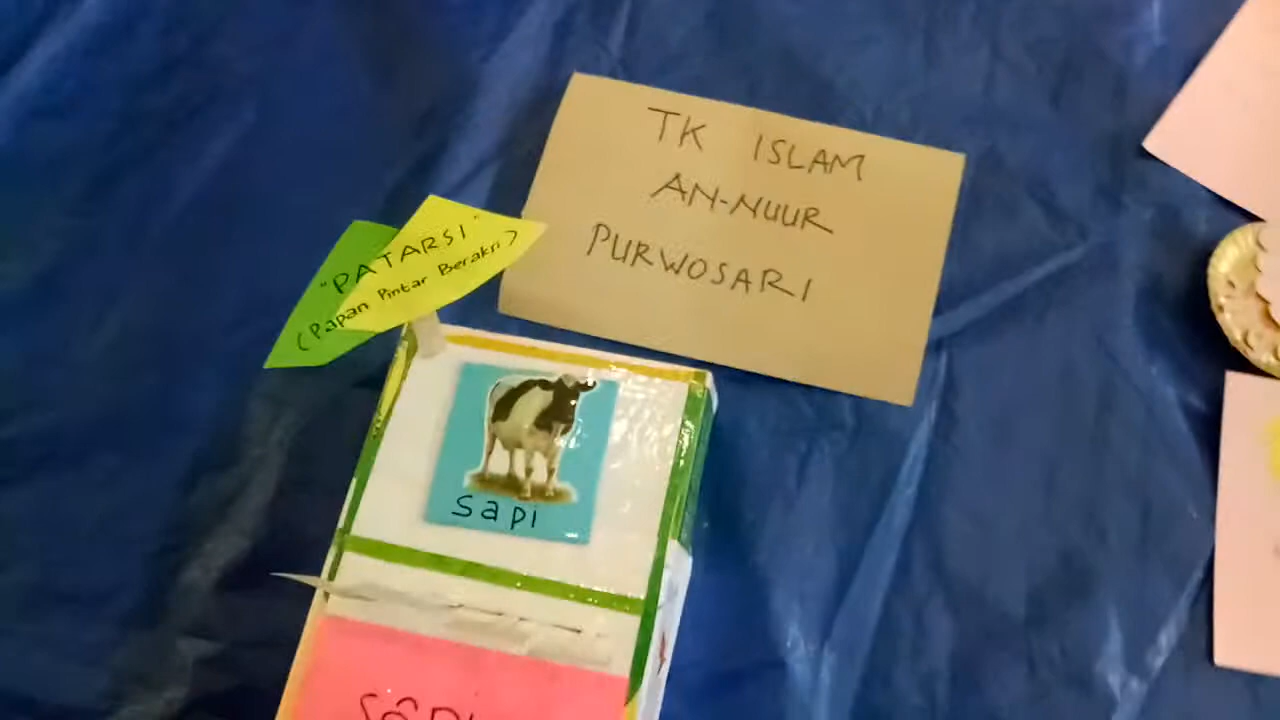 TK ISLAM
AN-NUUR
PURWOSARI
"PATARSI"
(Papan Pintar Beraksi)
sapi